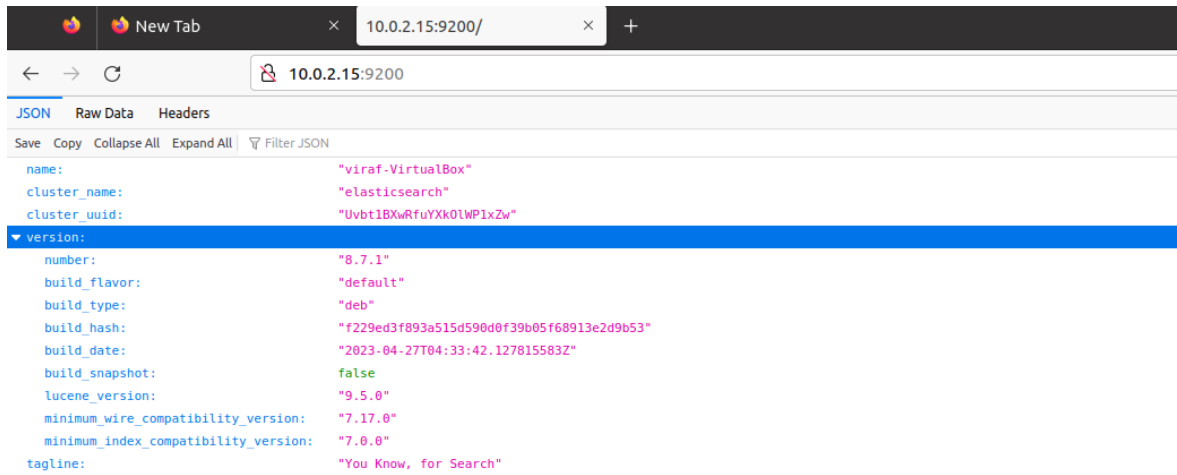 New Tab
10.0.2.15:9200/
10.0.2.15:9200
JSON Raw Data Headers
Save Copy Collapse All Expand All Filter JSON
name: "viraf-VirtualBox"
cluster_name: "elasticsearch"
cluster_uuid: "Uvbt1BXwRfuYXkOlWP1xZw"
version:
number: "8.7.1"
build_flavor: "default"
build_type: "deb"
build_hash: "f229ed3f893a515d590d0f39b05f68913e2d9b53"
build_date: "2023-04-27T04:33:42.127815583Z"
build_snapshot: false
lucene_version: "9.5.0"
minimum_wire_compatibility_version: "7.17.0"
minimum_index_compatibility_version: "7.0.0"
tagline: "You Know, for Search"